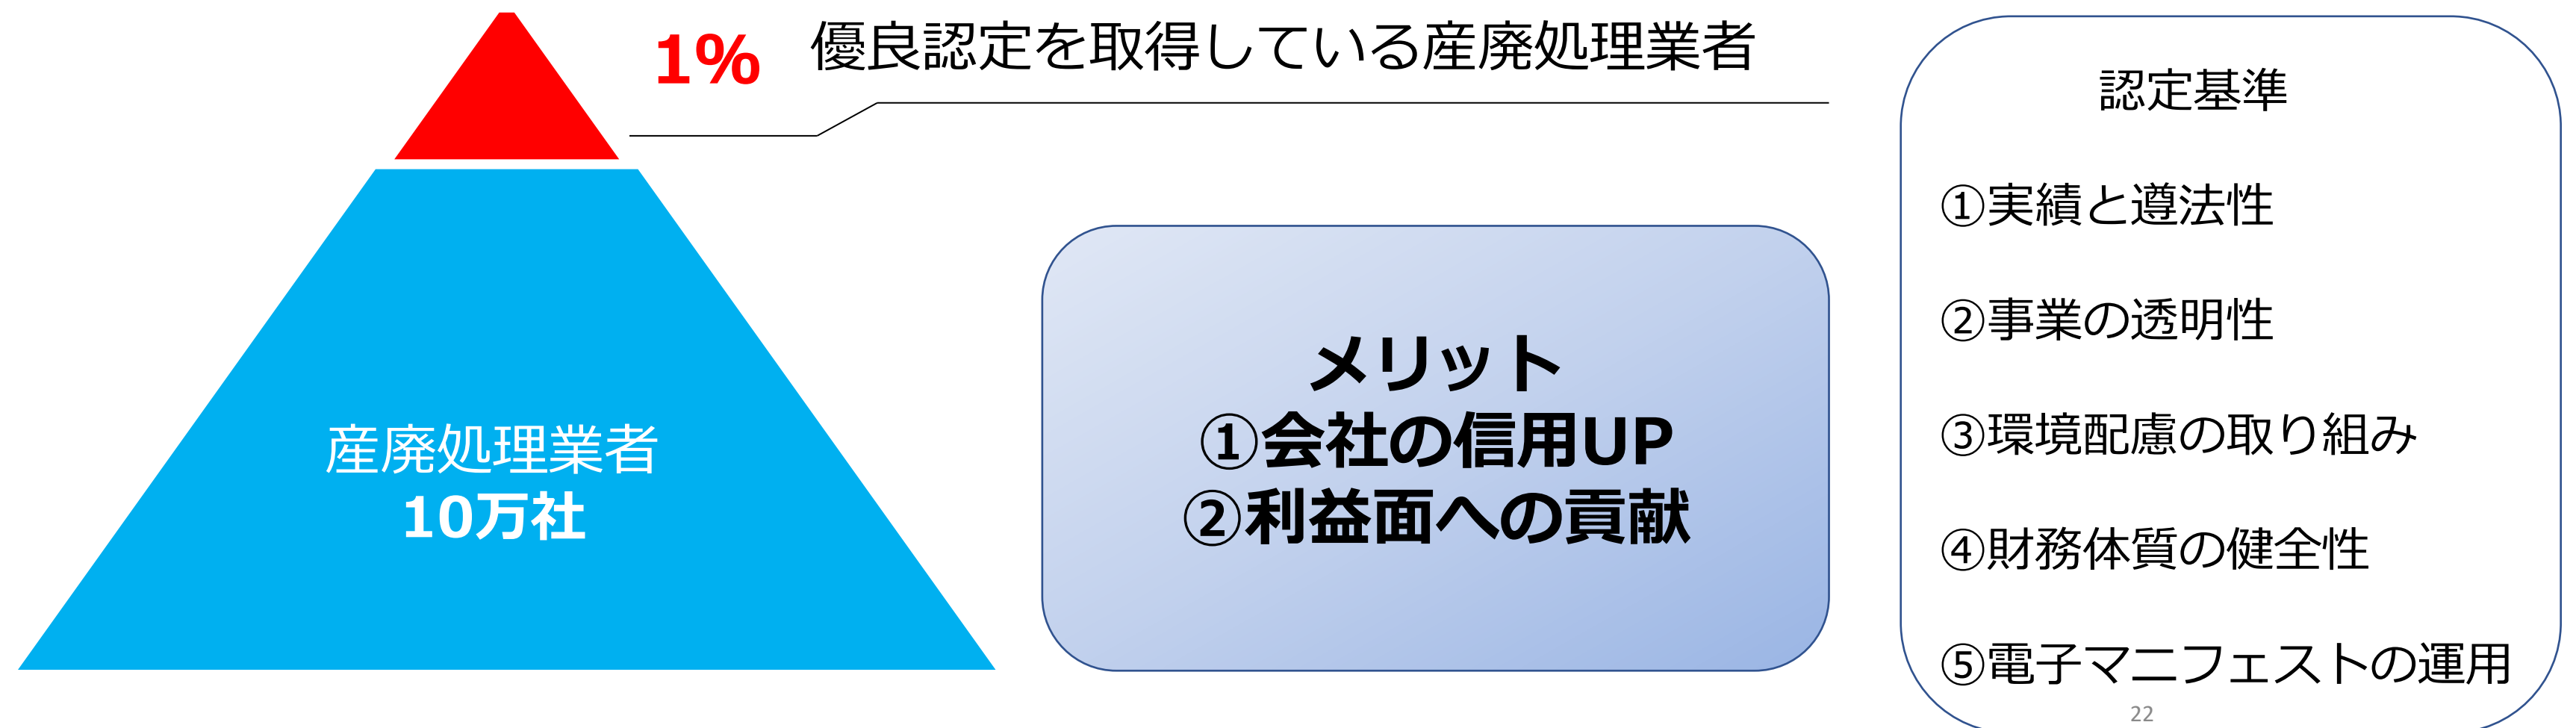 1%
優良認定を取得している産廃処理業者
産廃処理業者
10万社
メリット
①会社の信用UP
②利益面への貢献
認定基準
①実績と遵法性
②事業の透明性
③環境配慮の取り組み
④財務体質の健全性
⑤電子マニフェストの運用
22